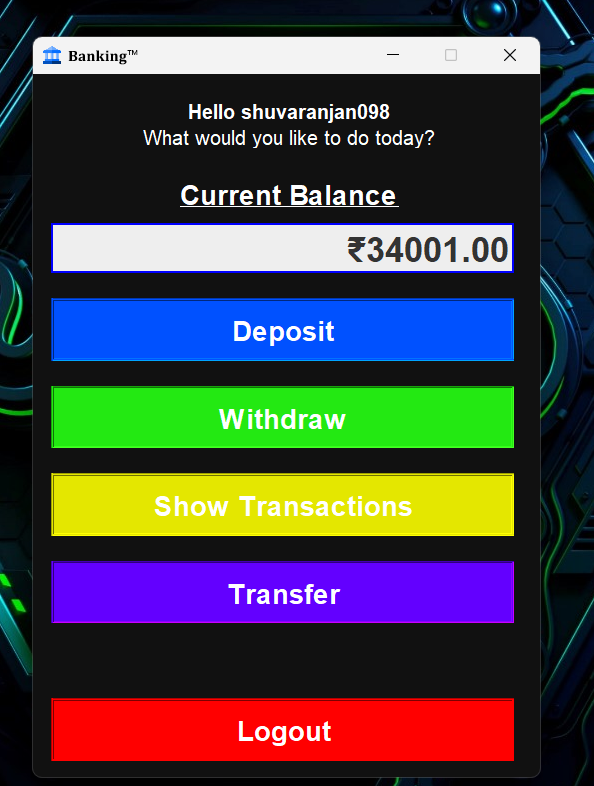 Banking™
Hello shuvaranjan098
What would you like to do today?
Current Balance
₹34001.00
Deposit
Withdraw
Show Transactions
Transfer
Logout